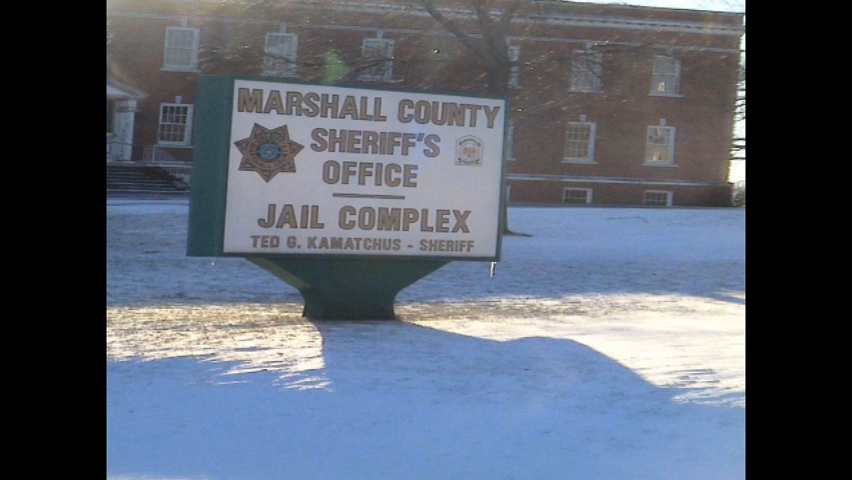 MARSHALL COUNTY
SHERIFF'S
OFFICE
JAIL COMPLEX
TED G. KAMATCHUS - SHERIFF